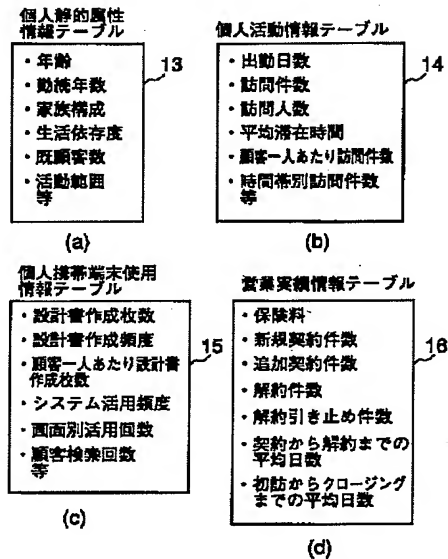 個人静的属性
情報テーブル
13
・年齢
・勤続年数
・家族構成
・生活依存度
・既顧客数
・活動範囲
等
(a)
個人活動情報テーブル
14
・出勤日数
・訪問件数
・訪問人数
・平均滞在時間
・顧客一人あたり訪問件数
・時間帯別訪問件数
等
(b)
個人携帯端末使用
情報テーブル
15
・設計書作成枚数
・設計書作成頻度
・顧客一人あたり設計書
作成枚数
・システム活用頻度
・画面別活用回数
・顧客検索回数
等
(c)
営業実績情報テーブル
16
・保険料
・新規契約件数
・追加契約件数
・解約件数
・解約引き止め件数
・契約から解約までの
平均日数
・初訪からクロージング
までの平均日数
(d)